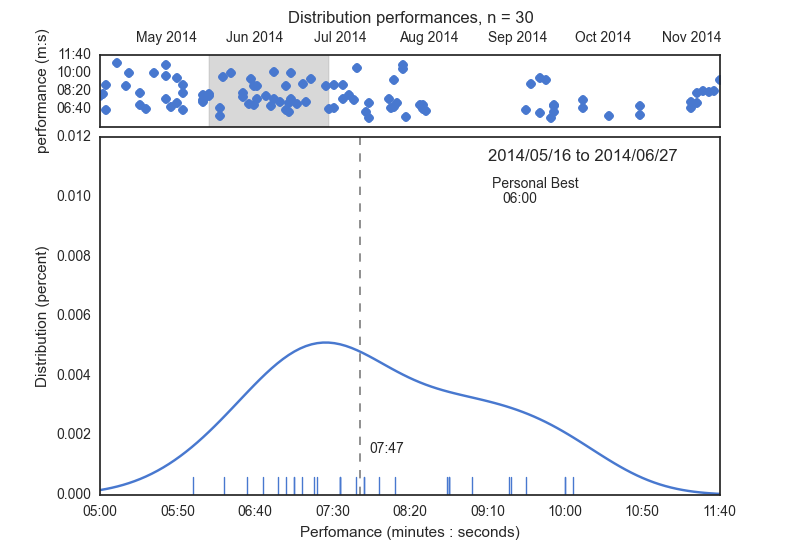 Distribution performances, n = 30
May 2014 Jun 2014 Jul 2014 Aug 2014 Sep 2014 Oct 2014 Nov 2014
performance (m:s)
11:40
10:00
08:20
06:40
Distribution (percent)
0.012
0.010
0.008
0.006
0.004
0.002
0.000
2014/05/16 to 2014/06/27
Personal Best
06:00
07:47
05:00 05:50 06:40 07:30 08:20 09:10 10:00 10:50 11:40
Perfomance (minutes : seconds)